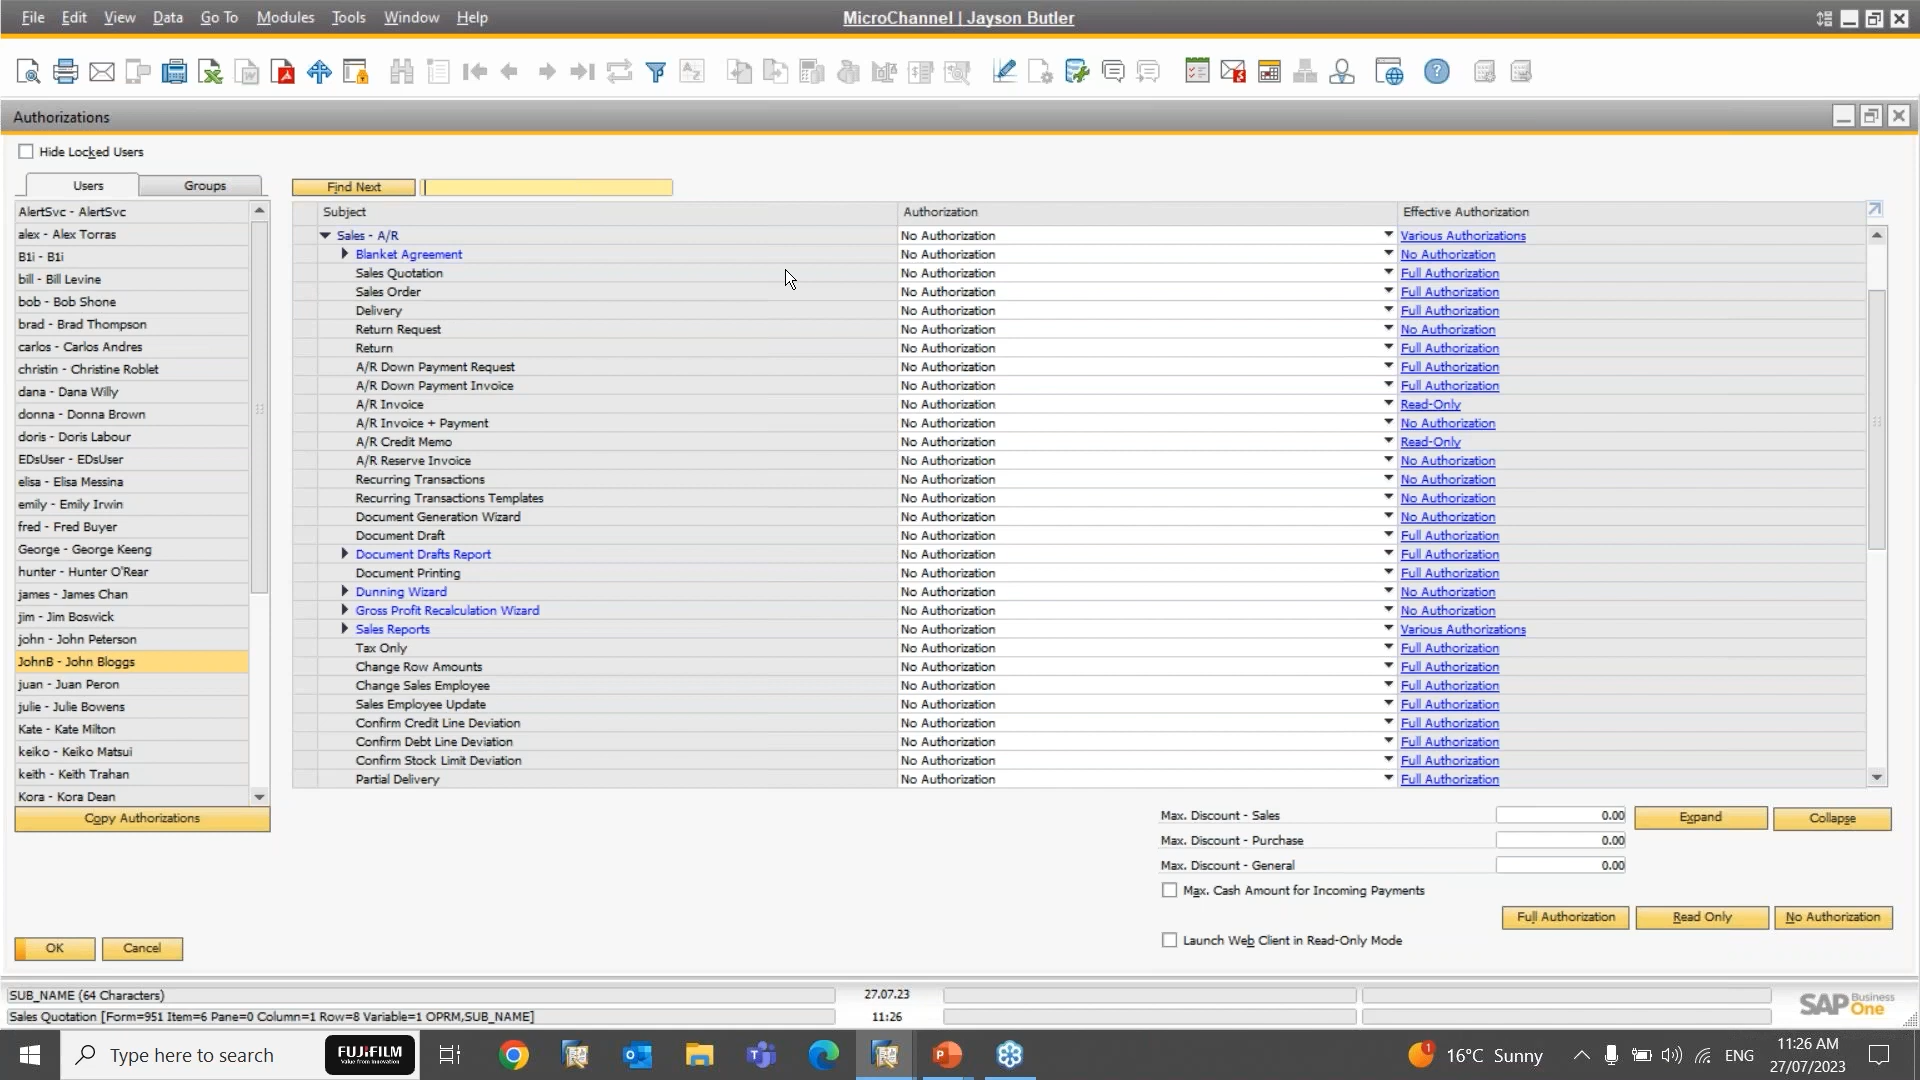 File Edit View Data Go To Modules Tools Window Help
MicroChannel | Jayson Butler
Authorizations
Hide Locked Users
Users Groups
Find Next
Subject Authorization Effective Authorization
AlertSvc - AlertSvc
alex - Alex Torras
B1i - B1i
bill - Bill Levine
bob - Bob Shone
brad - Brad Thompson
carlos - Carlos Andres
christin - Christine Roblet
dana - Dana Willy
donna - Donna Brown
doris - Doris Labour
EDsUser - EDsUser
elisa - Elisa Messina
emily - Emily Irwin
fred - Fred Buyer
George - George Keeng
hunter - Hunter O'Rear
james - James Chan
jim - Jim Boswick
john - John Peterson
JohnB - John Bloggs
juan - Juan Peron
julie - Julie Bowens
Kate - Kate Milton
keiko - Keiko Matsui
keith - Keith Trahan
Kora - Kora Dean
Copy Authorizations
Sales - A/R No Authorization Various Authorizations
Blanket Agreement No Authorization No Authorization
Sales Quotation No Authorization Full Authorization
Sales Order No Authorization Full Authorization
Delivery No Authorization Full Authorization
Return Request No Authorization No Authorization
Return No Authorization Full Authorization
A/R Down Payment Request No Authorization Full Authorization
A/R Down Payment Invoice No Authorization Full Authorization
A/R Invoice No Authorization Read-Only
A/R Invoice + Payment No Authorization No Authorization
A/R Credit Memo No Authorization Read-Only
A/R Reserve Invoice No Authorization No Authorization
Recurring Transactions No Authorization No Authorization
Recurring Transactions Templates No Authorization No Authorization
Document Generation Wizard No Authorization No Authorization
Document Draft No Authorization Full Authorization
Document Drafts Report No Authorization Full Authorization
Document Printing No Authorization Full Authorization
Dunning Wizard No Authorization No Authorization
Gross Profit Recalculation Wizard No Authorization No Authorization
Sales Reports No Authorization Various Authorizations
Tax Only No Authorization Full Authorization
Change Row Amounts No Authorization Full Authorization
Change Sales Employee No Authorization Full Authorization
Sales Employee Update No Authorization Full Authorization
Confirm Credit Line Deviation No Authorization Full Authorization
Confirm Debt Line Deviation No Authorization Full Authorization
Confirm Stock Limit Deviation No Authorization Full Authorization
Partial Delivery No Authorization Full Authorization
Max. Discount - Sales 0.00 Expand Collapse
Max. Discount - Purchase 0.00
Max. Discount - General 0.00
Max. Cash Amount for Incoming Payments
Full Authorization Read Only No Authorization
Launch Web Client in Read-Only Mode
OK Cancel
SUB_NAME (64 Characters) 27.07.23
Sales Quotation [Form=951 Item=6 Pane=0 Column=1 Row=8 Variable=1 OPRM,SUB_NAME] 11:26
SAP Business One
Type here to search
FUJIFILM
Value from Innovation
1
16°C Sunny
ENG
11:26 AM
27/07/2023